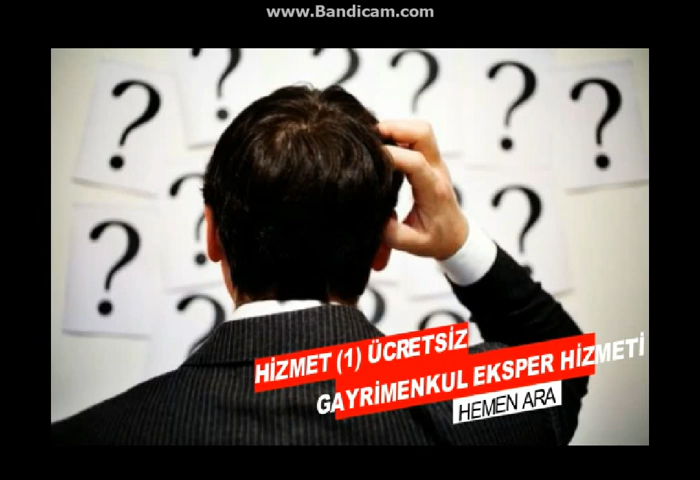 www.Bandicam.com
? ? ? ? ? ?
? ? ?
? ?
HİZMET (1) ÜCRETSİZ
GAYRİMENKUL EKSPER HİZMETİ
HEMEN ARA